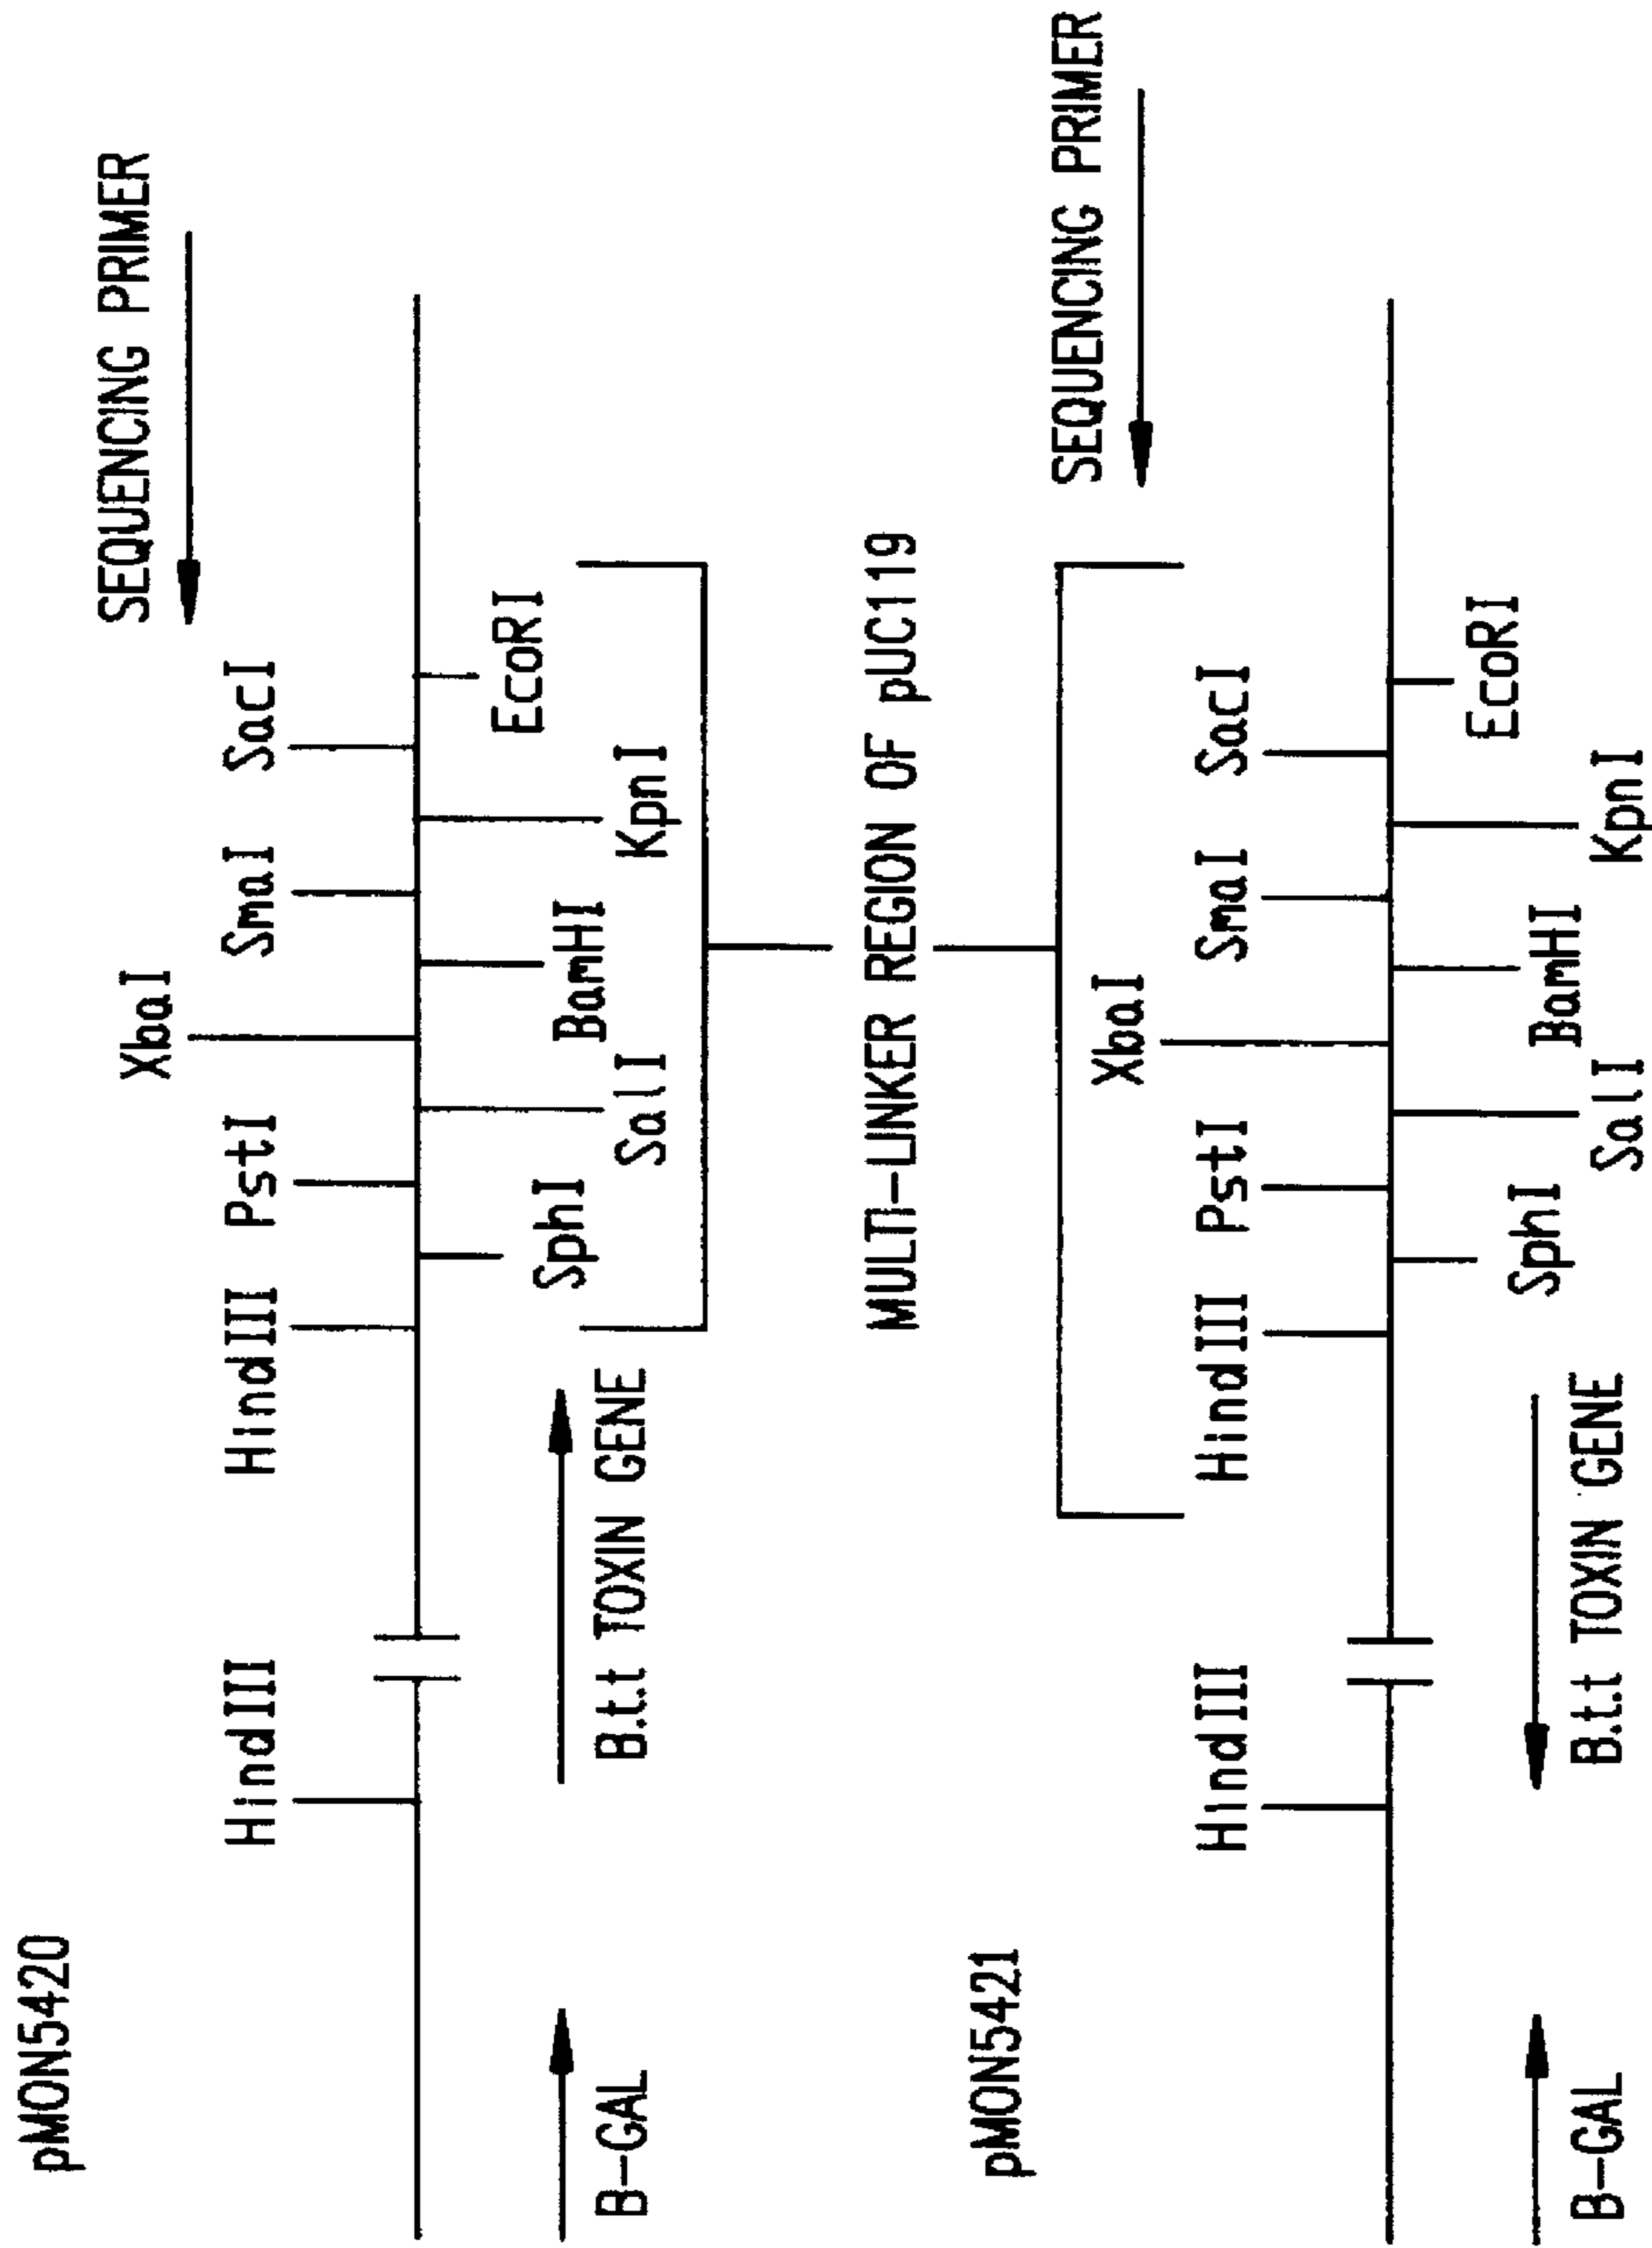 pMON5420
SEQUENCING PRIMER
XbaI
HindIII
HindIII
PstI
SmaI
SacI
EcoRI
SphI
BamHI
SalI
KpnI
B-GAL
B.t.t TOXIN GENE
MULTI-LINKER REGION OF pUC119
pMON5421
SEQUENCING PRIMER
XbaI
HindIII
HindIII
PstI
SmaI
SacI
EcoRI
SphI
BamHI
SalI
KpnI
B-GAL
B.t.t TOXIN GENE